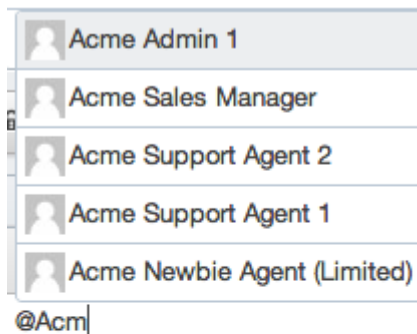 Acme Admin 1
Acme Sales Manager
Acme Support Agent 2
Acme Support Agent 1
Acme Newbie Agent (Limited)
@Acm